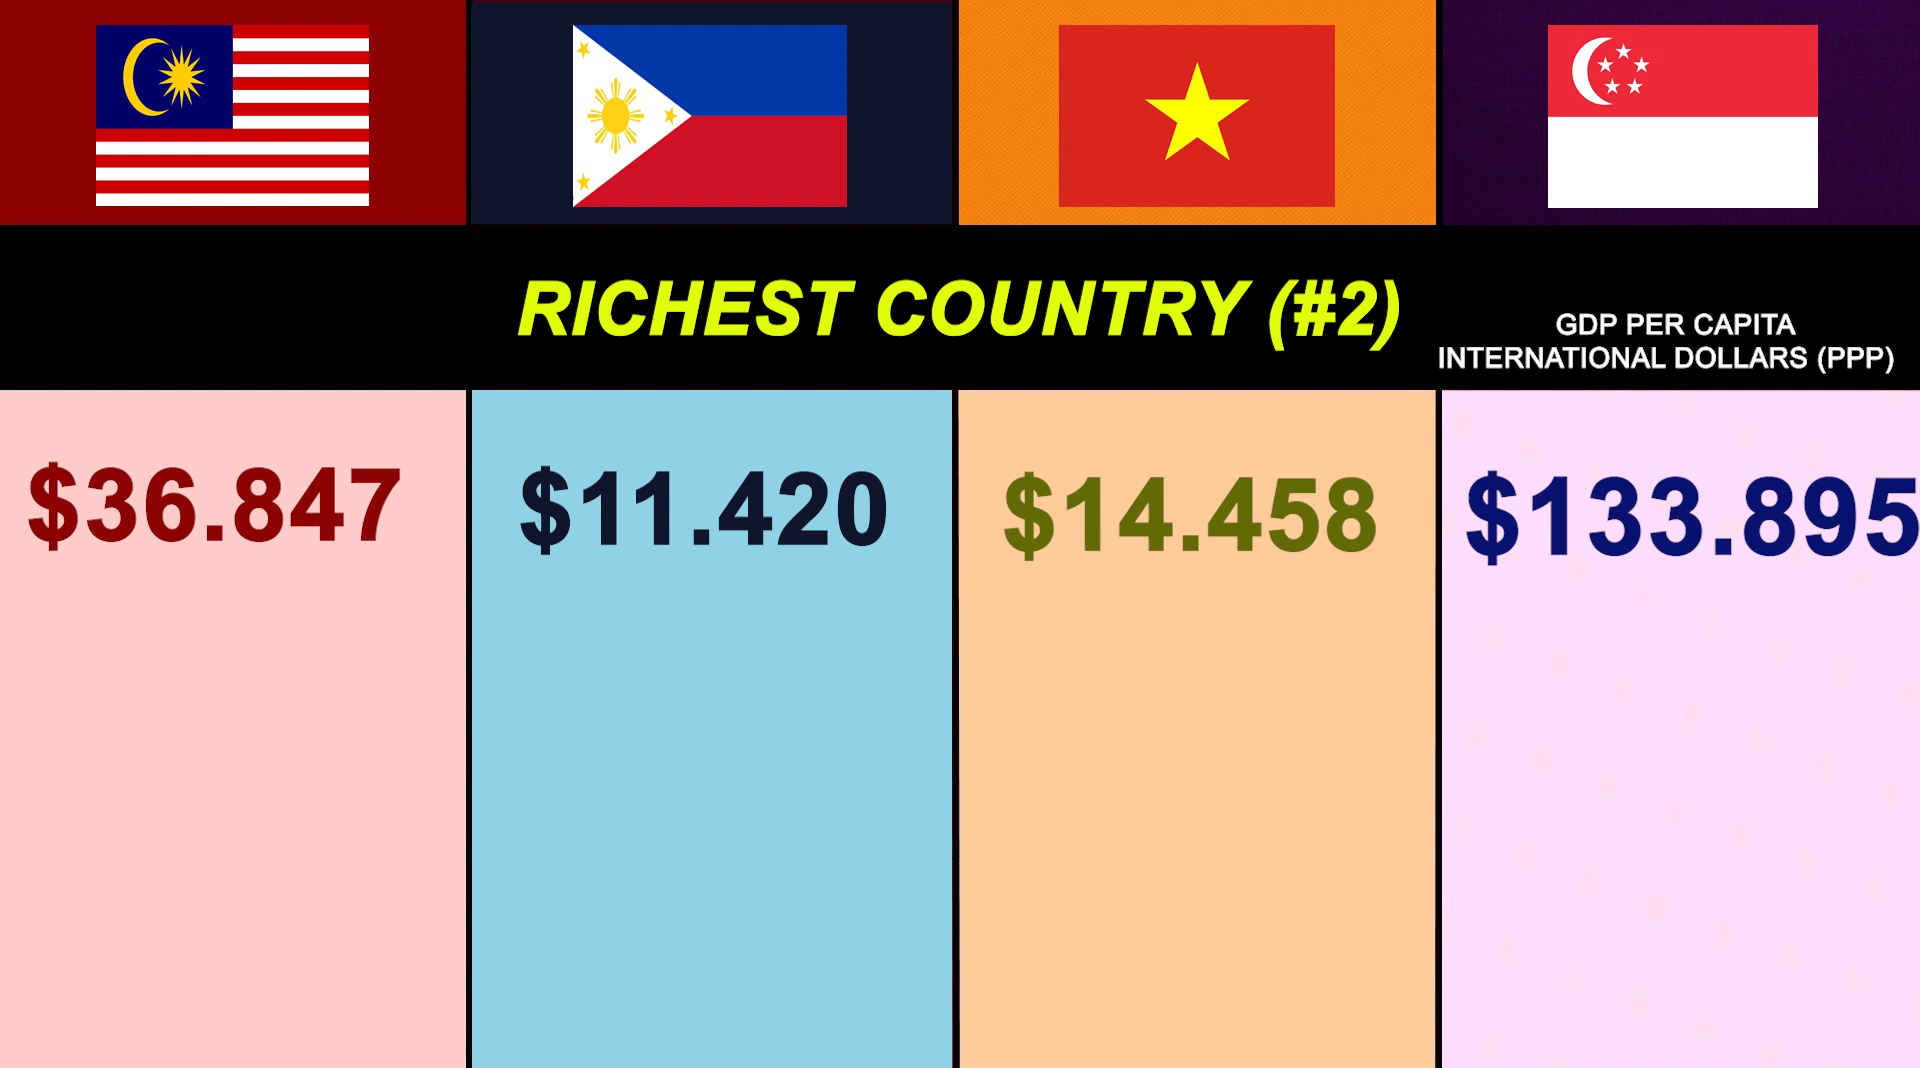 RICHEST COUNTRY (#2)
GDP PER CAPITA
INTERNATIONAL DOLLARS (PPP)
$36.847
$11.420
$14.458
$133.895